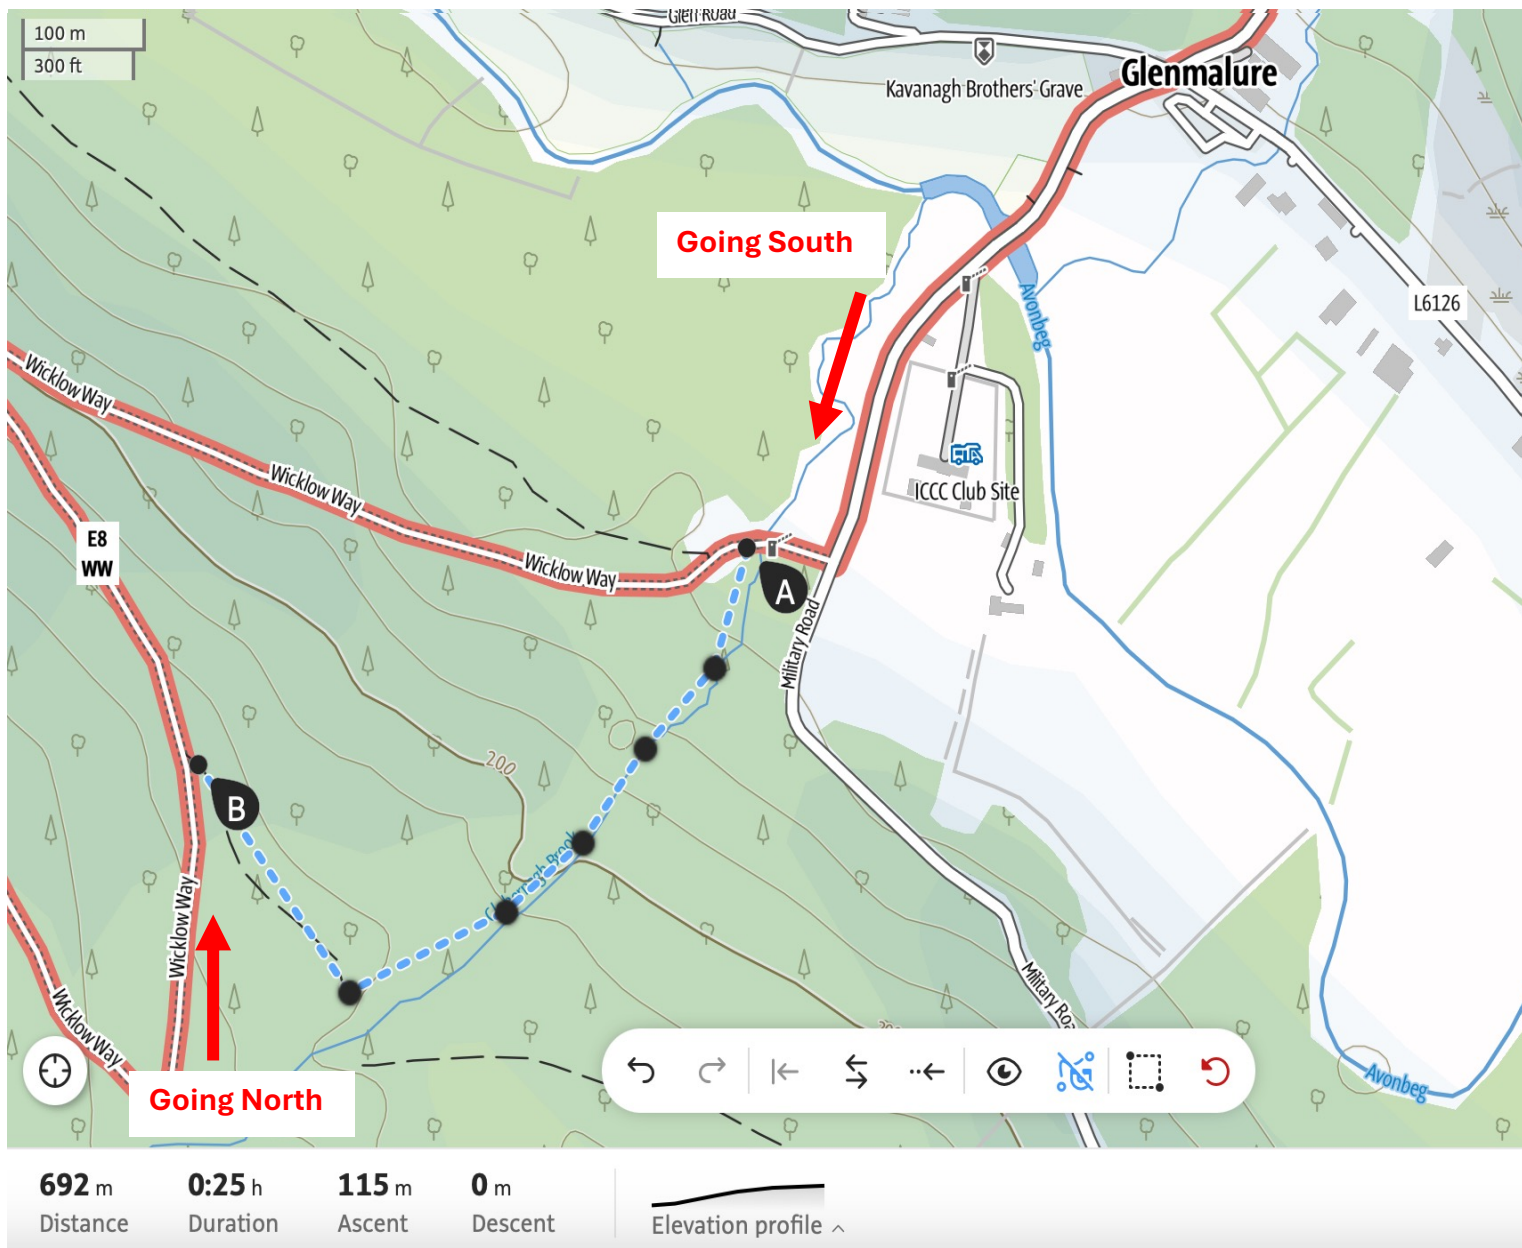 100 m
300 ft
Glen Road
Kavanagh Brothers' Grave
Glenmalure
Going South
L6126
Avonbeg
Wicklow Way
Wicklow Way
ICCC Club Site
E8
WW
Wicklow Way
A
Military Road
200
B
Wicklow Way
Military Roa
Wicklow Way
Avonbeg
Going North
692 m
0:25 h
115 m
0 m
Distance
Duration
Ascent
Descent
Elevation profile